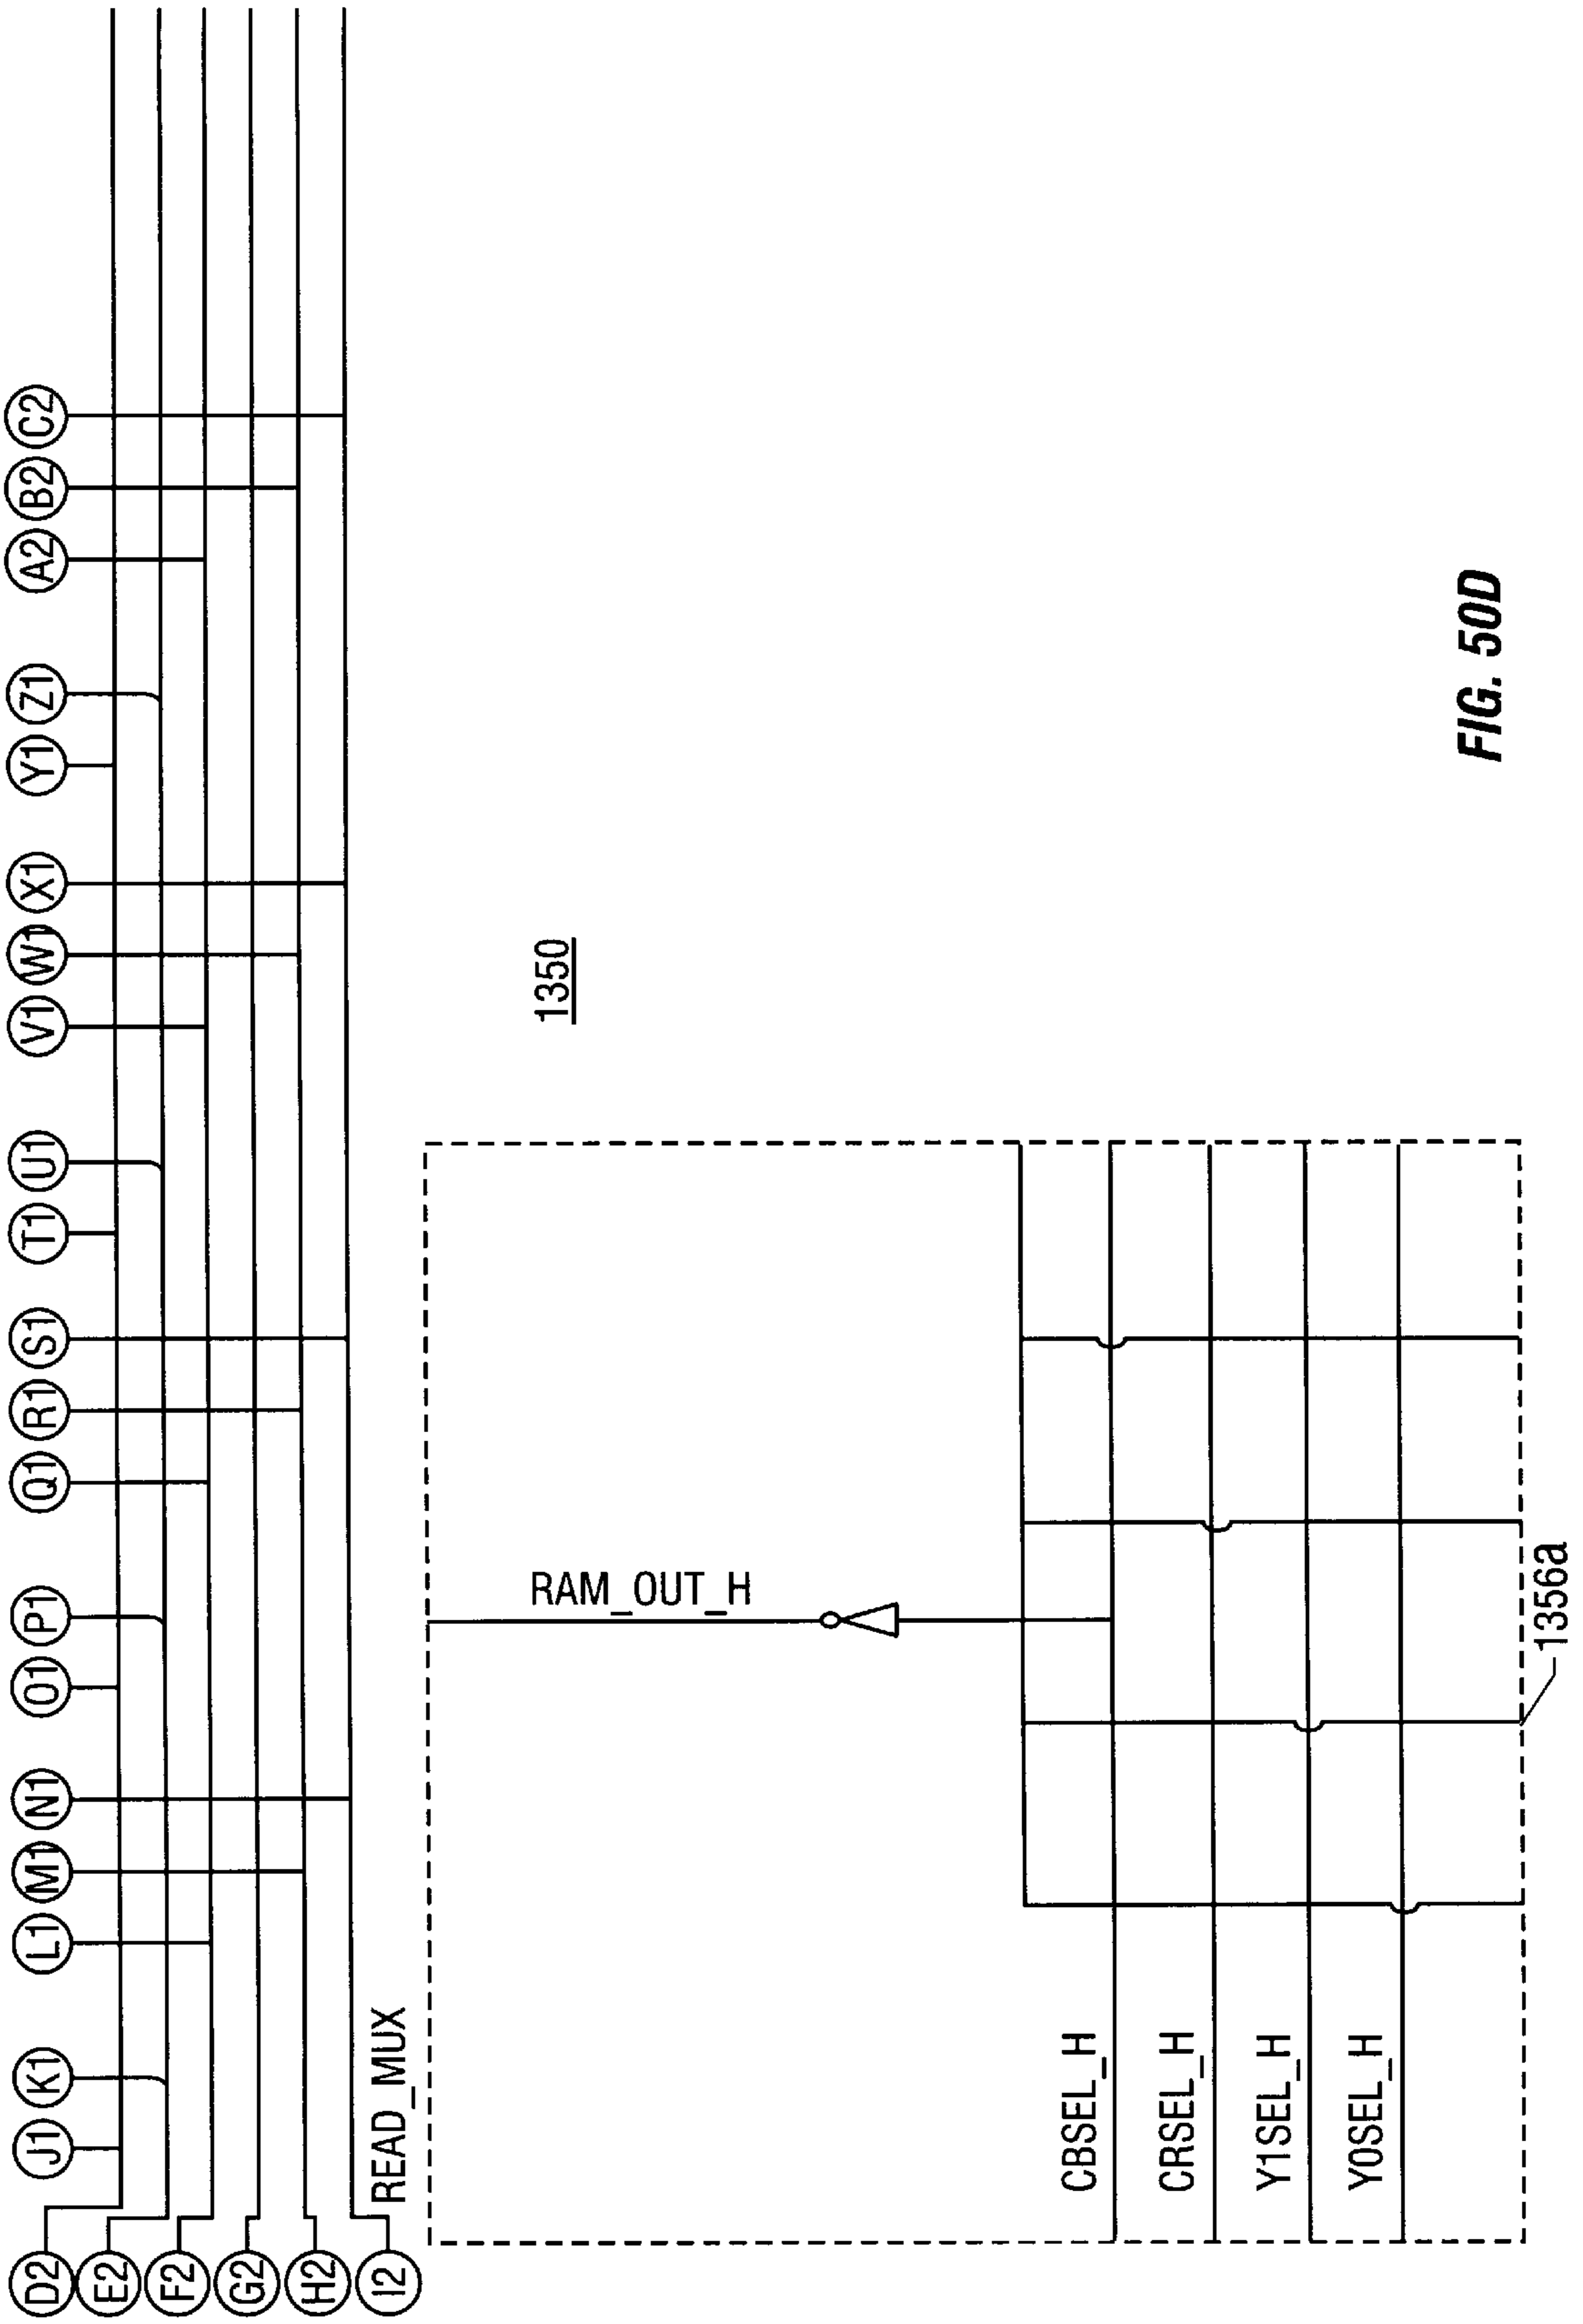 J1 K1 L1 M1 N1 O1 P1 Q1 R1 S1 T1 U1 V1 W1 X1 Y1 Z1 A2 B2 C2
D2
E2
F2
G2
H2
I2
READ_MUX
RAM_OUT_H
1350
CBSEL_H
CRSEL_H
Y1SEL_H
Y0SEL_H
1356a
FIG. 50D